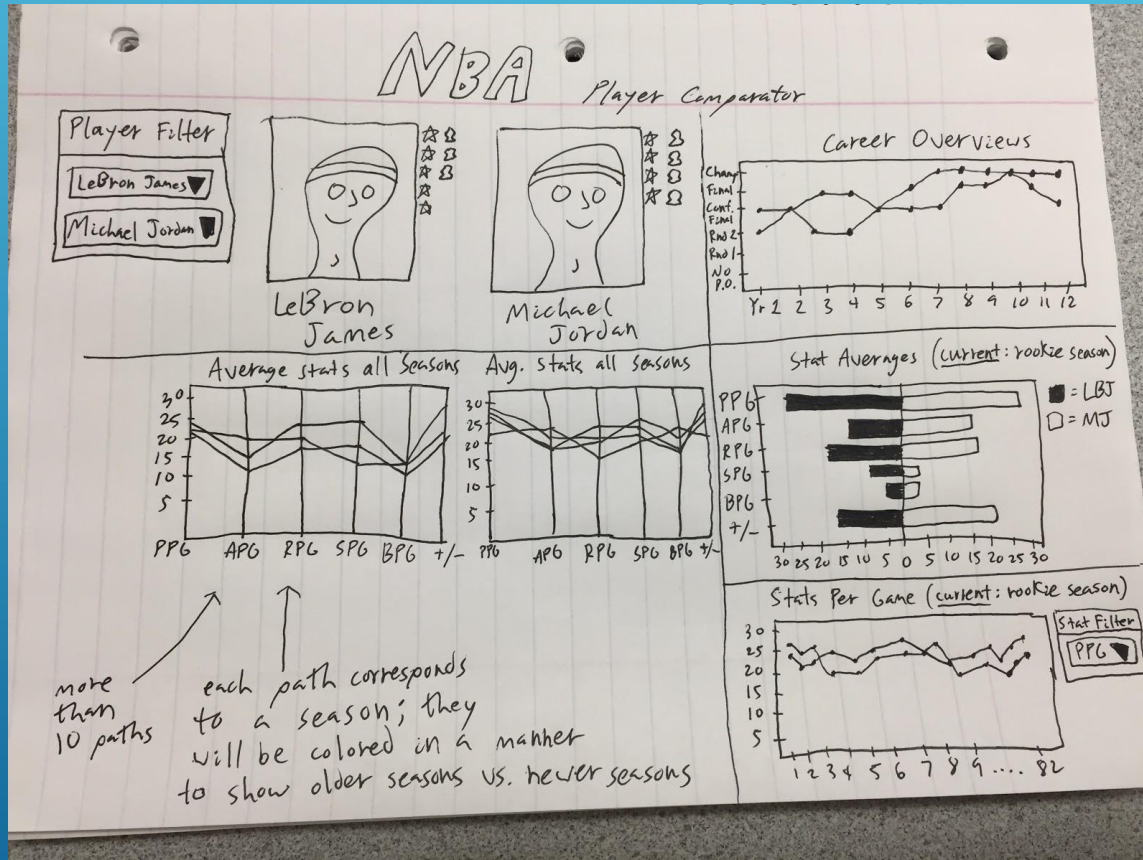 NBA
Player Comparator
Player Filter
LeBron James
Michael Jordan
LeBron
James
Michael
Jordan
Career Overviews
Champ
Final
Conf.
Final
Rnd 2
Rnd 1
No
P.O.
Yr 1 2 3 4 5 6 7 8 9 10 11 12
Average stats all seasons
30
25
20
15
10
5
PPG APG RPG SPG BPG +/-
Avg. stats all seasons
30
25
20
15
10
5
PPG APG RPG SPG BPG +/-
Stat Averages (current: rookie season)
= LBJ
= MJ
PPG
APG
RPG
SPG
BPG
+/-
30 25 20 15 10 5 0 5 10 15 20 25 30
Stats Per Game (current: rookie season)
Stat Filter
PPG
30
25
20
15
10
5
1 2 3 4 5 6 7 8 9 .... 82
more
than
10 paths
each path corresponds
to a season; they
will be colored in a manner
to show older seasons vs. newer seasons